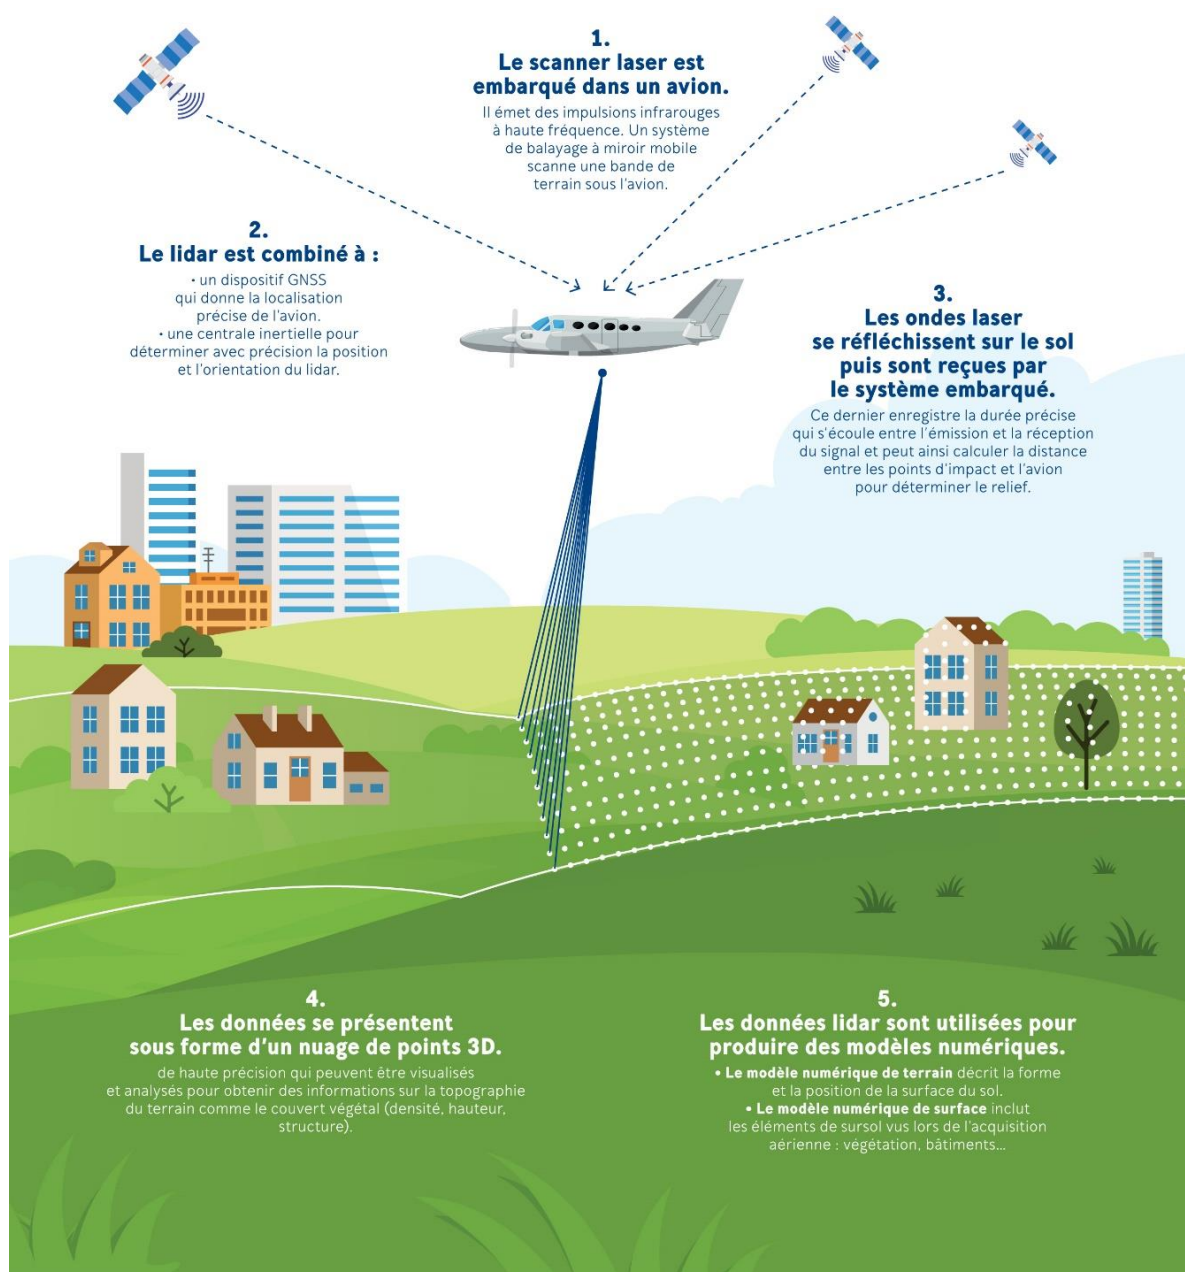 1.
Le scanner laser est
embarqué dans un avion.
Il émet des impulsions infrarouges
à haute fréquence. Un système
de balayage à miroir mobile
scanne une bande de
terrain sous l'avion.
2.
Le lidar est combiné à :
• un dispositif GNSS
qui donne la localisation
précise de l'avion.
• une centrale inertielle pour
déterminer avec précision la position
et l'orientation du lidar.
3.
Les ondes laser
se réfléchissent sur le sol
puis sont reçues par
le système embarqué.
Ce dernier enregistre la durée précise
qui s'écoule entre l'émission et la réception
du signal et peut ainsi calculer la distance
entre les points d'impact et l'avion
pour déterminer le relief.
4.
Les données se présentent
sous forme d'un nuage de points 3D.
de haute précision qui peuvent être visualisés
et analysés pour obtenir des informations sur la topographie
du terrain comme le couvert végétal (densité, hauteur,
structure).
5.
Les données lidar sont utilisées pour
produire des modèles numériques.
• Le modèle numérique de terrain décrit la forme
et la position de la surface du sol.
• Le modèle numérique de surface inclut
les éléments de sursol vus lors de l'acquisition
aérienne : végétation, bâtiments...